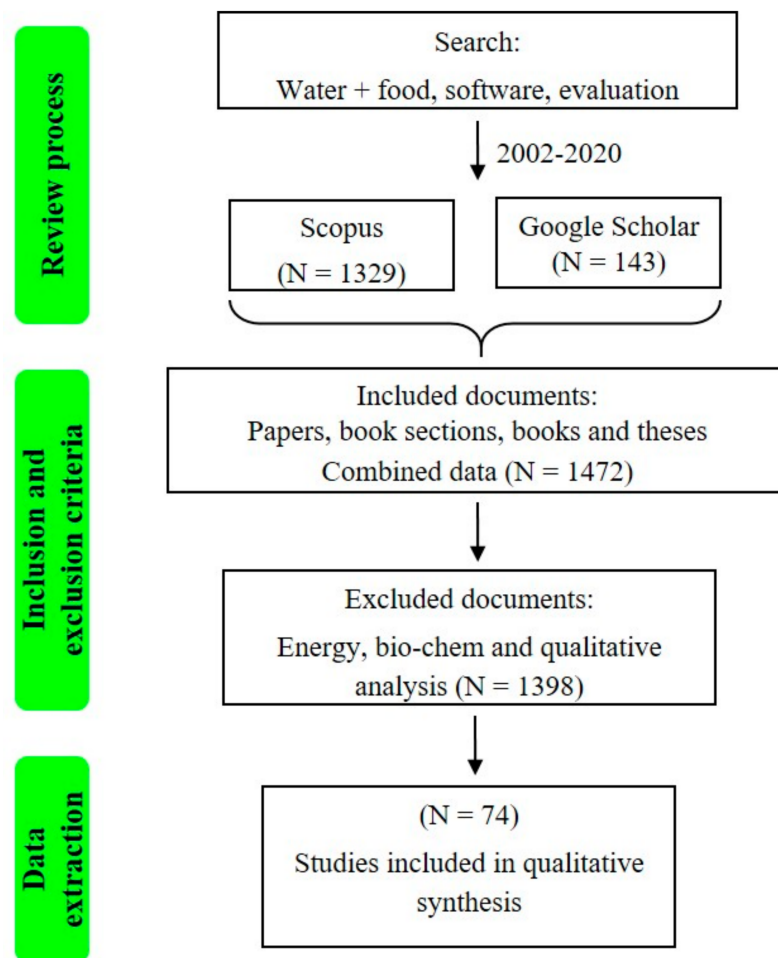 Review process
Search:
Water + food, software, evaluation
2002-2020
Scopus
(N = 1329)
Google Scholar
(N = 143)
Inclusion and
exclusion criteria
Included documents:
Papers, book sections, books and theses
Combined data (N = 1472)
Excluded documents:
Energy, bio-chem and qualitative
analysis (N = 1398)
Data
extraction
(N = 74)
Studies included in qualitative
synthesis